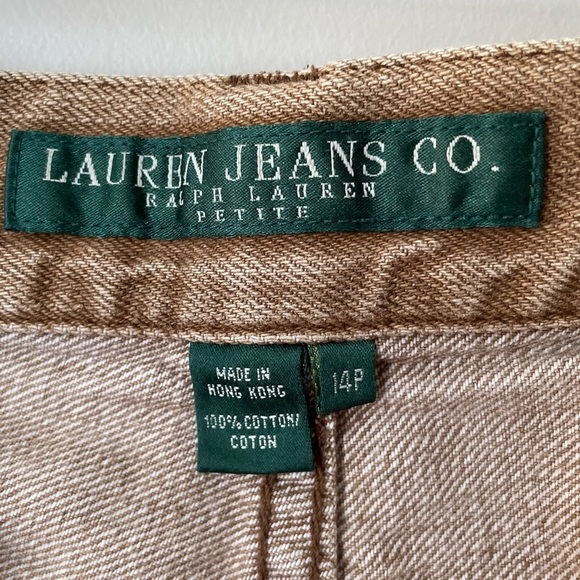 LAUREN JEANS CO.
RALPH LAUREN
PETITE
MADE IN
HONG KONG
100% COTTON/
COTON
14P